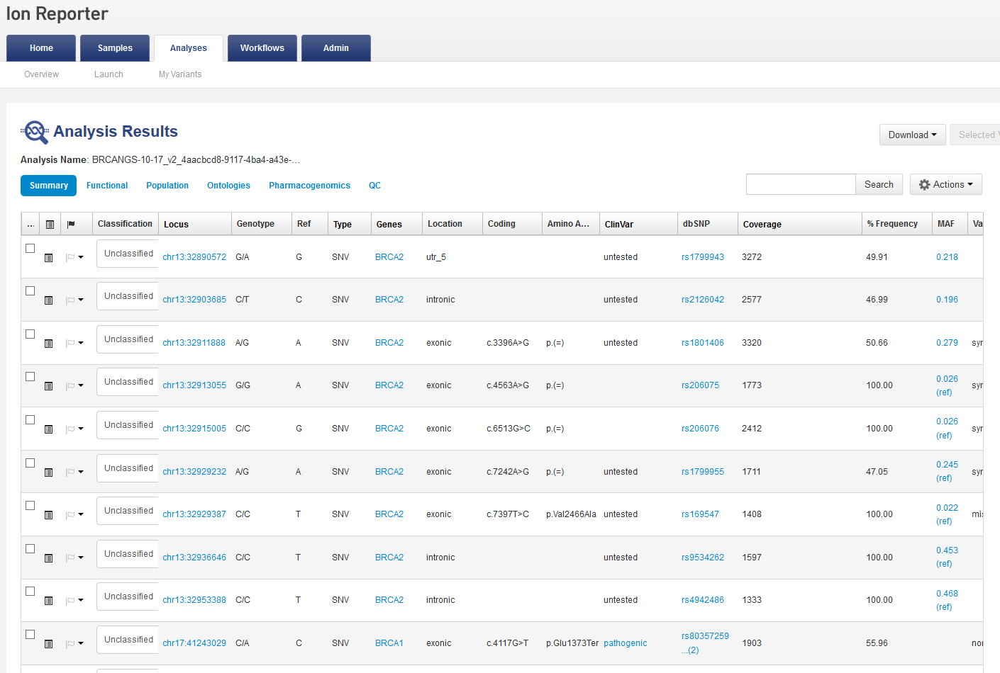 Ion Reporter
Home Samples Analyses Workflows Admin
Overview Launch My Variants
Analysis Results
Download Selected V
Analysis Name: BRCANGS-10-17_v2_4aacbcd8-9117-4ba4-a43e-...
Summary Functional Population Ontologies Pharmacogenomics QC Search Actions
... Classification Locus Genotype Ref Type Genes Location Coding Amino A... ClinVar dbSNP Coverage % Frequency MAF Va
Unclassified chr13:32890572 G/A G SNV BRCA2 utr_5 untested rs1799943 3272 49.91 0.218
Unclassified chr13:32903685 C/T C SNV BRCA2 intronic untested rs2126042 2577 46.99 0.196
Unclassified chr13:32911888 A/G A SNV BRCA2 exonic c.3396A>G p.(=) untested rs1801406 3320 50.66 0.279 syr
Unclassified chr13:32913055 G/G A SNV BRCA2 exonic c.4563A>G p.(=) rs206075 1773 100.00 0.026 syr
(ref)
Unclassified chr13:32915005 C/C G SNV BRCA2 exonic c.6513G>C p.(=) rs206076 2412 100.00 0.026 syr
(ref)
Unclassified chr13:32929232 A/G A SNV BRCA2 exonic c.7242A>G p.(=) untested rs1799955 1711 47.05 0.245 syr
(ref)
Unclassified chr13:32929387 C/C T SNV BRCA2 exonic c.7397T>C p.Val2466Ala untested rs169547 1408 100.00 0.022 mis
(ref)
Unclassified chr13:32936646 C/C T SNV BRCA2 intronic untested rs9534262 1597 100.00 0.453
(ref)
Unclassified chr13:32953388 C/C T SNV BRCA2 intronic untested rs4942486 1333 100.00 0.468
(ref)
Unclassified chr17:41243029 C/A C SNV BRCA1 exonic c.4117G>T p.Glu1373Ter pathogenic rs80357259 1903 55.96 nor
...(2)